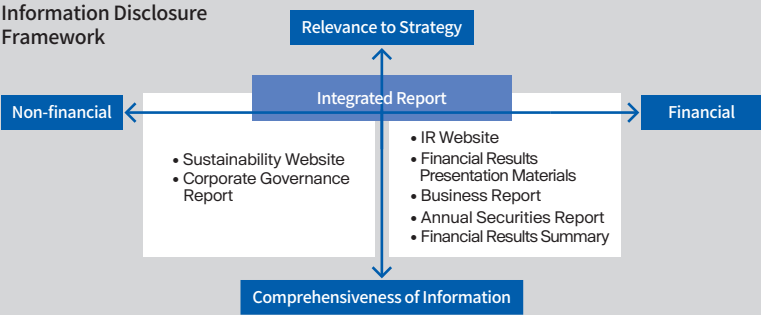 Information Disclosure
Framework
Relevance to Strategy
Integrated Report
Non-financial
Financial
• Sustainability Website
• Corporate Governance
Report
• IR Website
• Financial Results
Presentation Materials
• Business Report
• Annual Securities Report
• Financial Results Summary
Comprehensiveness of Information